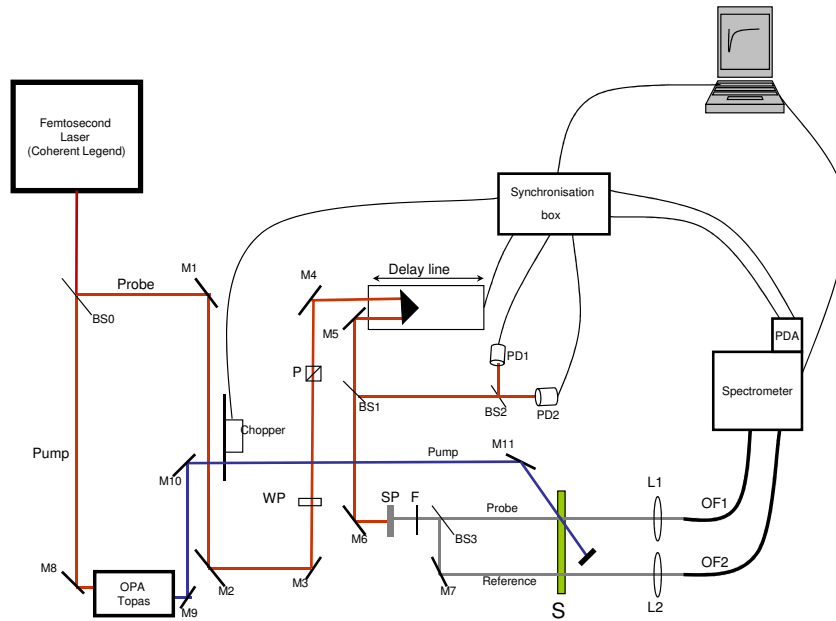 Femtosecond
Laser
(Coherent Legend)
Synchronisation
box
M1
Probe
M4
Delay line
BS0
M5
PD1
PDA
P
BS1
BS2
PD2
Spectrometer
Chopper
Pump
M10
Pump
M11
WP
SP
F
Probe
L1
OF1
M6
BS3
M8
OPA
Topas
M9
M2
M3
M7
Reference
S
L2
OF2